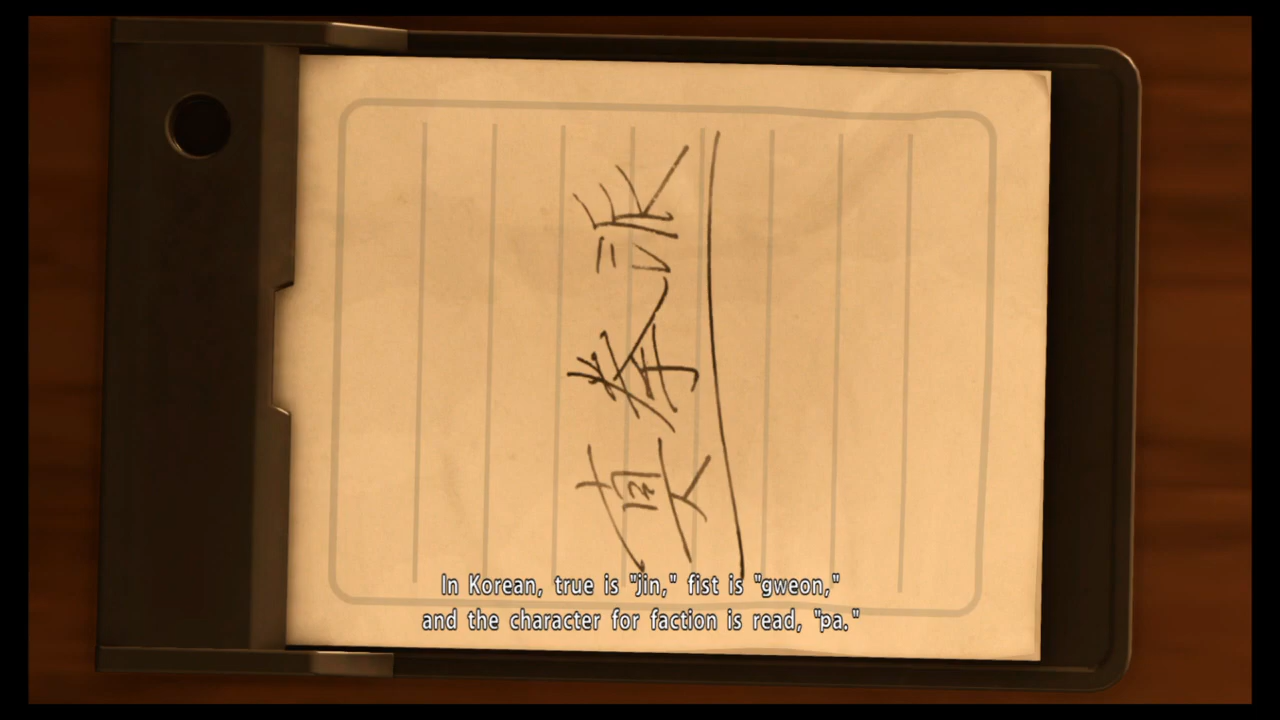 真拳派
In Korean, true is "jin," fist is "gweon,"
and the character for faction is read, "pa."